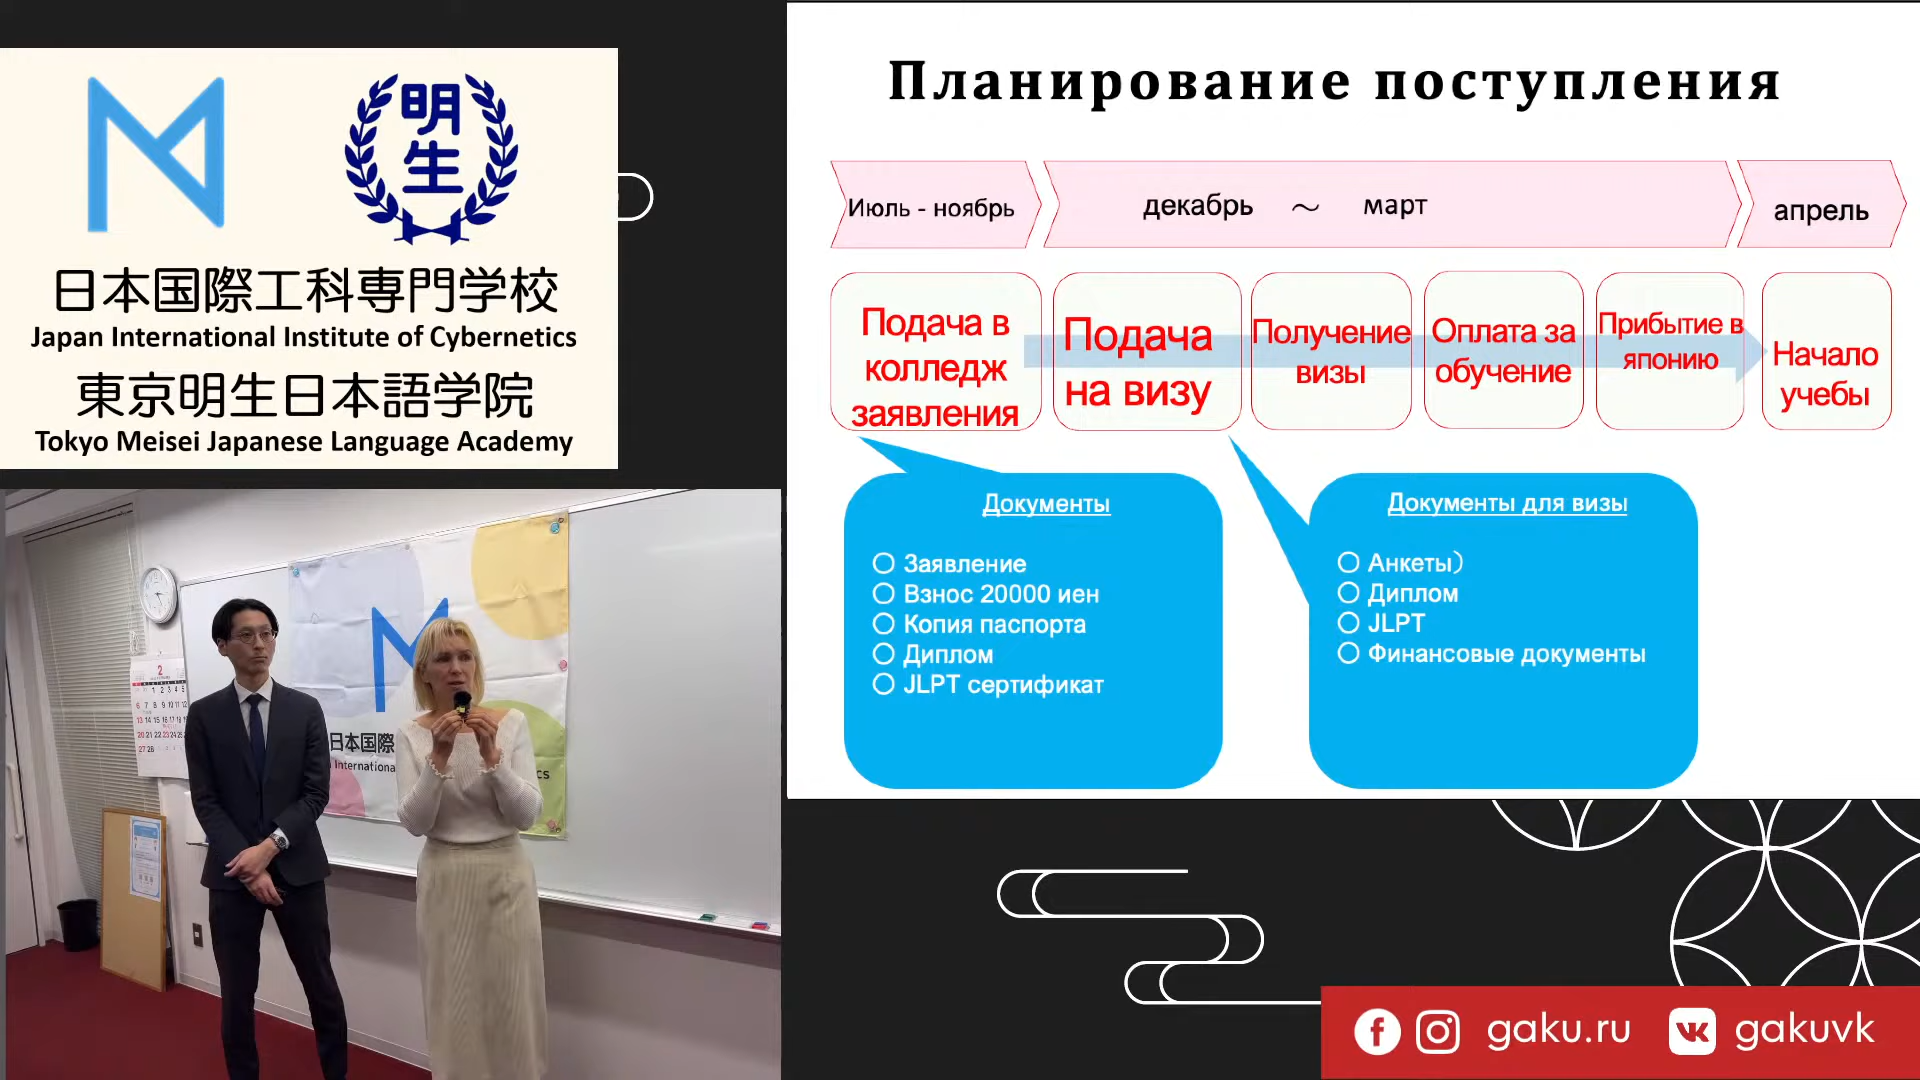 明
生
日本国際工科専門学校
Japan International Institute of Cybernetics
東京明生日本語学院
Tokyo Meisei Japanese Language Academy
Планирование поступления
Июль - ноябрь
декабрь ～ март
апрель
Подача в
колледж
заявления
Подача
на визу
Получение
визы
Оплата за
обучение
Прибытие в
японию
Начало
учебы
Документы
○ Заявление
○ Взнос 20000 иен
○ Копия паспорта
○ Диплом
○ JLPT сертификат
Документы для визы
○ Анкеты）
○ Диплом
○ JLPT
○ Финансовые документы
2
日本国際
Internationa
cs
gaku.ru
gakuvk